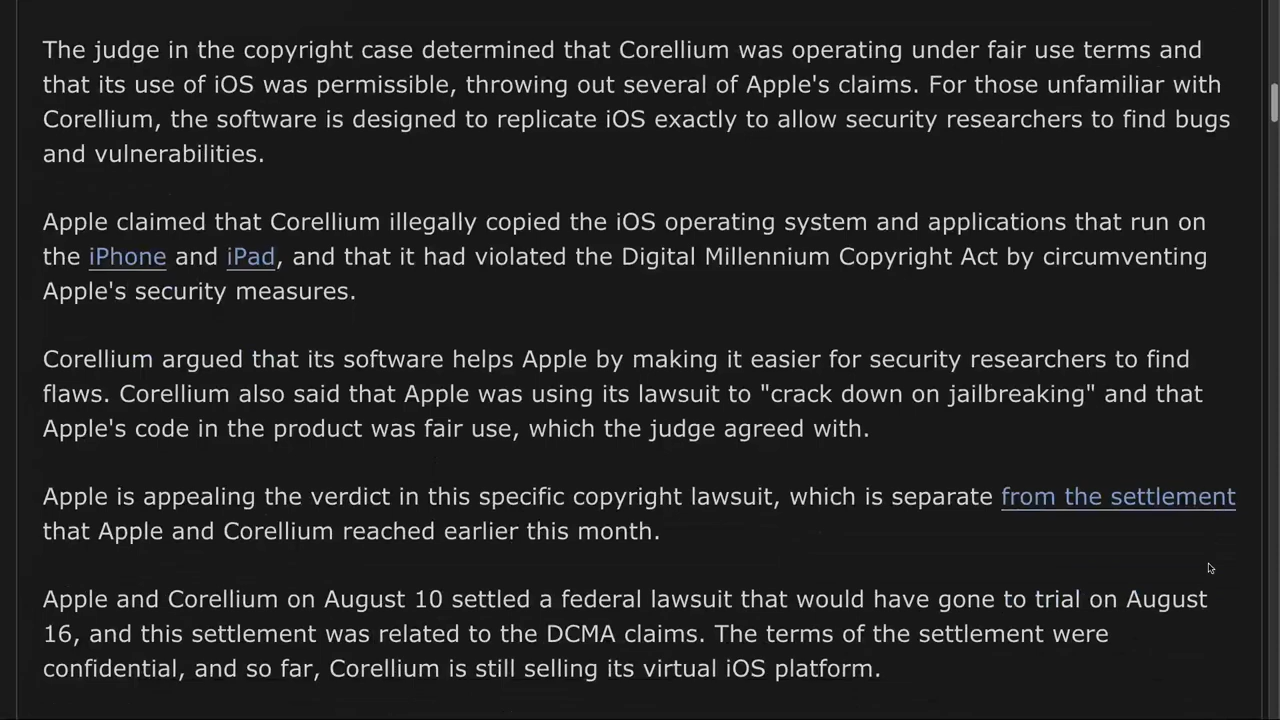 The judge in the copyright case determined that Corellium was operating under fair use terms and
that its use of iOS was permissible, throwing out several of Apple's claims. For those unfamiliar with
Corellium, the software is designed to replicate iOS exactly to allow security researchers to find bugs
and vulnerabilities.
Apple claimed that Corellium illegally copied the iOS operating system and applications that run on
the iPhone and iPad, and that it had violated the Digital Millennium Copyright Act by circumventing
Apple's security measures.
Corellium argued that its software helps Apple by making it easier for security researchers to find
flaws. Corellium also said that Apple was using its lawsuit to "crack down on jailbreaking" and that
Apple's code in the product was fair use, which the judge agreed with.
Apple is appealing the verdict in this specific copyright lawsuit, which is separate from the settlement
that Apple and Corellium reached earlier this month.
Apple and Corellium on August 10 settled a federal lawsuit that would have gone to trial on August
16, and this settlement was related to the DCMA claims. The terms of the settlement were
confidential, and so far, Corellium is still selling its virtual iOS platform.